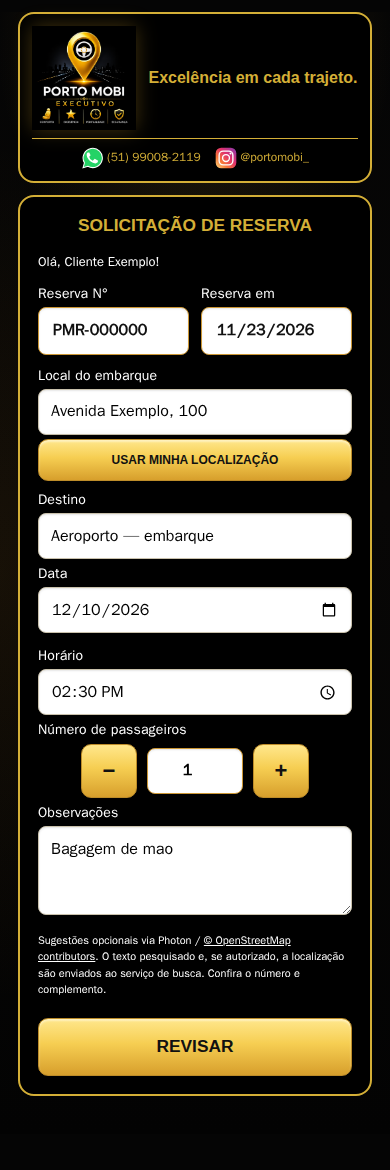 PORTO MOBI
EXECUTIVO
Excelência em cada trajeto.
(51) 99008-2119 @portomobi_
SOLICITAÇÃO DE RESERVA
Olá, Cliente Exemplo!
Reserva Nº Reserva em
PMR-000000 11/23/2026
Local do embarque
Avenida Exemplo, 100
USAR MINHA LOCALIZAÇÃO
Destino
Aeroporto — embarque
Data
12/10/2026
Horário
02:30 PM
Número de passageiros
− 1 +
Observações
Bagagem de mao
Sugestões opcionais via Photon / © OpenStreetMap
contributors. O texto pesquisado e, se autorizado, a localização
são enviados ao serviço de busca. Confira o número e
complemento.
REVISAR